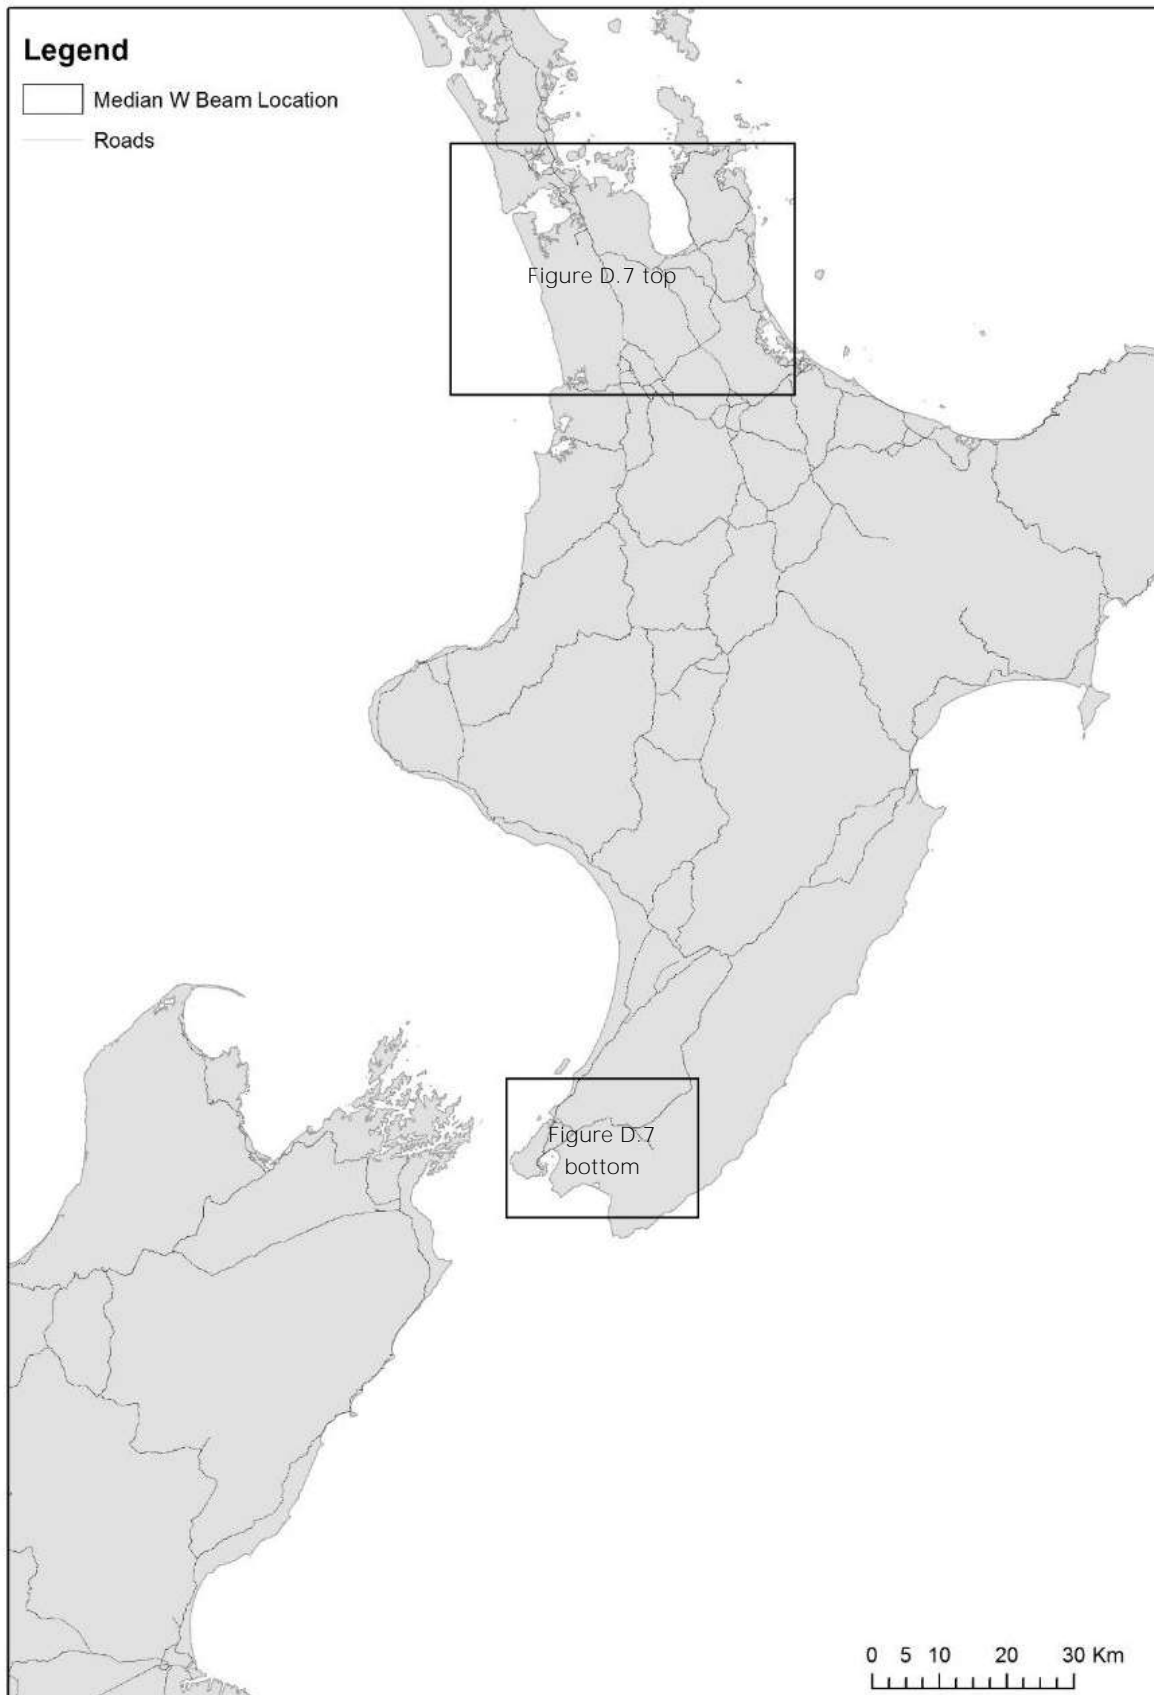 Legend
Median W Beam Location
Roads
Figure D.7 top
Figure D.7
bottom
0 5 10 20 30 Km